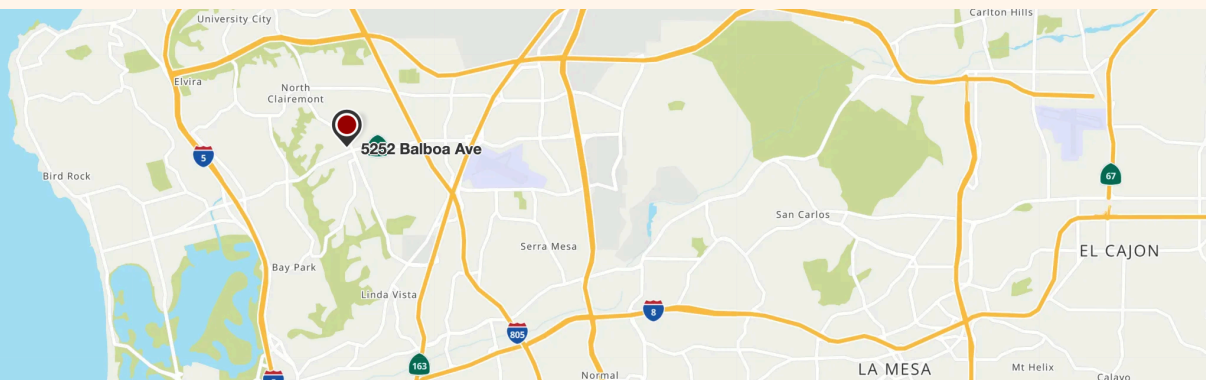 University City
Carlton Hills
Elvira
North
Clairemont
5252 Balboa Ave
5
Bird Rock
67
San Carlos
Serra Mesa
EL CAJON
Bay Park
Linda Vista
8
805
163
LA MESA
Mt Helix
Normal
Calavo